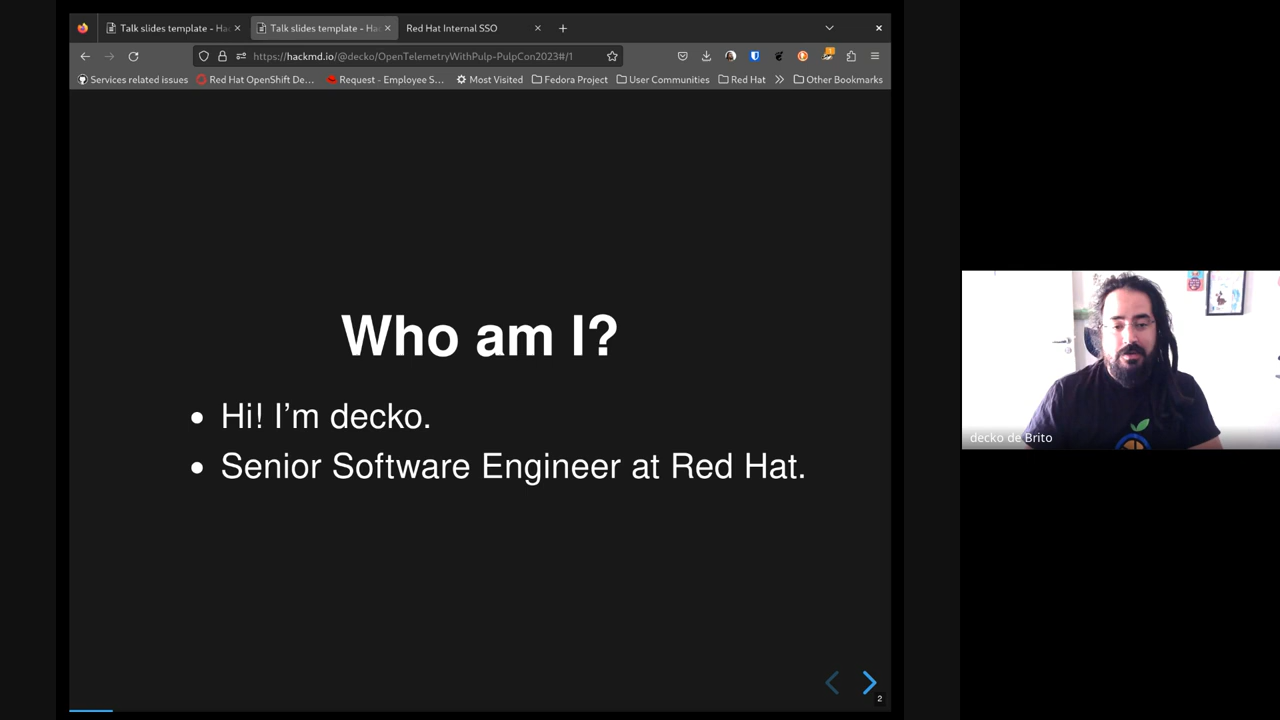 Talk slides template - Ha
Talk slides template - Ha
Red Hat Internal SSO
https://hackmd.io/@decko/OpenTelemetryWithPulp-PulpCon2023#/1
Services related issues
Red Hat OpenShift De...
Request - Employee S...
Most Visited
Fedora Project
User Communities
Red Hat
Other Bookmarks
Who am I?
• Hi! I’m decko.
• Senior Software Engineer at Red Hat.
decko de Brito
2